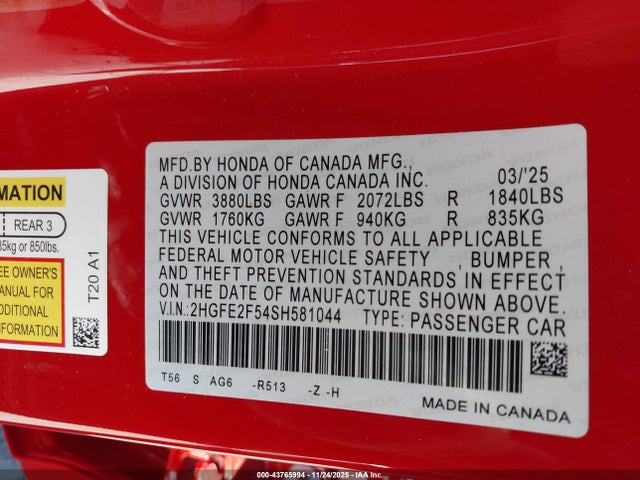 MATION
REAR 3
35kg or 850lbs.
EE OWNER'S
ANUAL FOR
DDITIONAL
FORMATION
T20 A1
MFD.BY HONDA OF CANADA MFG.,
A DIVISION OF HONDA CANADA INC. 03/'25
GVWR 3880LBS GAWR F 2072LBS R 1840LBS
GVWR 1760KG GAWR F 940KG R 835KG
THIS VEHICLE CONFORMS TO ALL APPLICABLE
FEDERAL MOTOR VEHICLE SAFETY , BUMPER,
AND THEFT PREVENTION STANDARDS IN EFFECT
ON THE DATE OF MANUFACTURE SHOWN ABOVE.
V.I.N.:2HGFE2F54SH581044 TYPE: PASSENGER CAR
T56 S AG6 -R513 -Z -H
MADE IN CANADA
000-43765994 * 11/24/2025 * IAAI.COM